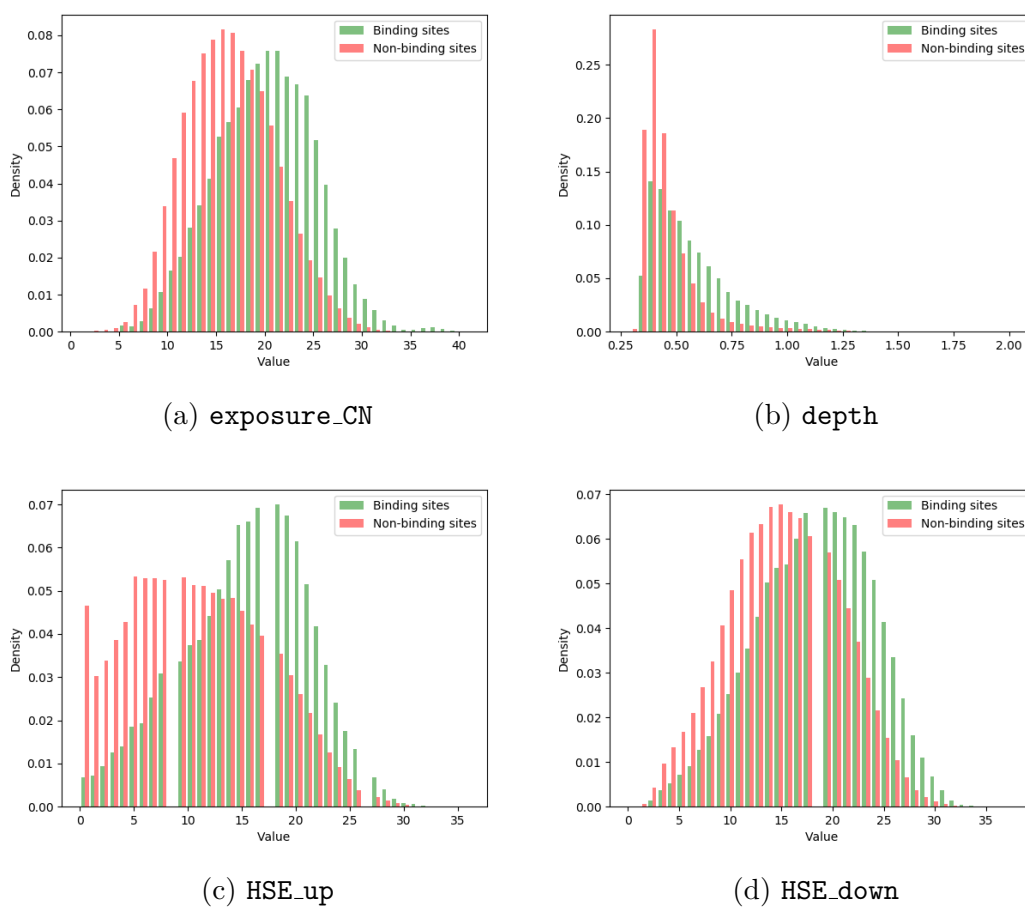 Binding sites
Non-binding sites
Density
0.08
0.07
0.06
0.05
0.04
0.03
0.02
0.01
0.00
0 5 10 15 20 25 30 35 40
Value
(a) exposure_CN
Binding sites
Non-binding sites
Density
0.25
0.20
0.15
0.10
0.05
0.00
0.25 0.50 0.75 1.00 1.25 1.50 1.75 2.00
Value
(b) depth
Binding sites
Non-binding sites
Density
0.07
0.06
0.05
0.04
0.03
0.02
0.01
0.00
0 5 10 15 20 25 30 35
Value
(c) HSE_up
Binding sites
Non-binding sites
Density
0.07
0.06
0.05
0.04
0.03
0.02
0.01
0.00
0 5 10 15 20 25 30 35
Value
(d) HSE_down